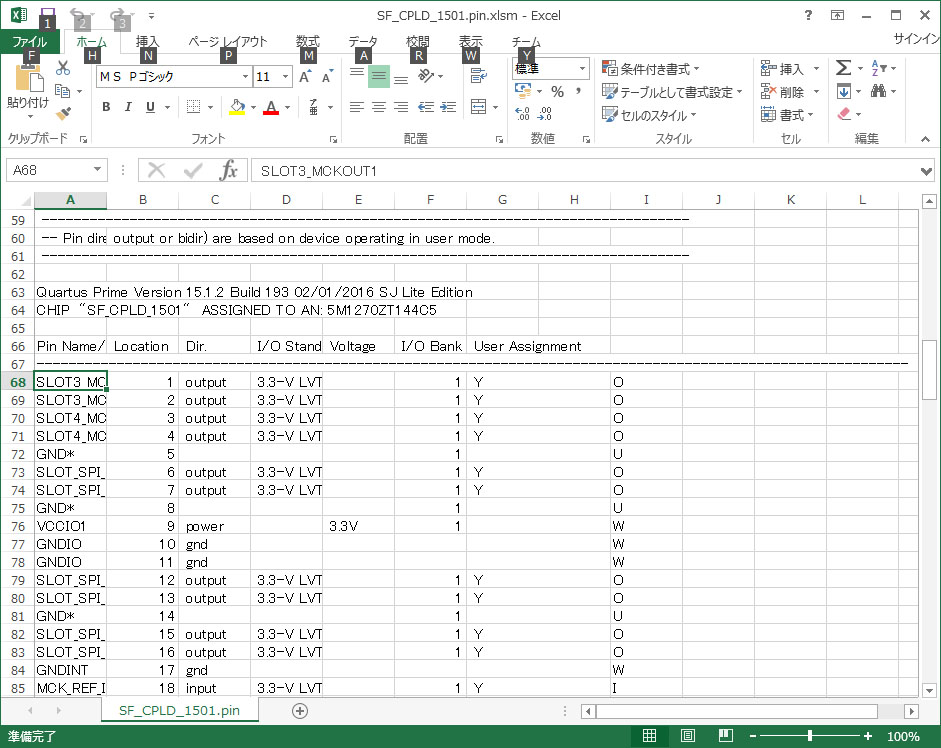 SF_CPLD_1501.pin.xlsm - Excel
1 2 3
ファイル ホーム 挿入 ページ レイアウト 数式 データ 校閲 表示 チーム サインイン
F H N P M A R W Y
貼り付け
ＭＳ Ｐゴシック 11
B I U
標準
条件付き書式
テーブルとして書式設定
セルのスタイル
挿入
削除
書式
クリップボード フォント 配置 数値 スタイル セル 編集
A68 SLOT3_MCKOUT1
A B C D E F G H I J K L
59 ---------------------------------------------------------------------------------
60 -- Pin dire output or bidir) are based on device operating in user mode.
61 ---------------------------------------------------------------------------------
62
63 Quartus Prime Version 15.1.2 Build 193 02/01/2016 SJ Lite Edition
64 CHIP "SF_CPLD_1501" ASSIGNED TO AN: 5M1270ZT144C5
65
66 Pin Name/ Location Dir. I/O Stand Voltage I/O Bank User Assignment
67 -------------------------------------------------------------------------------------------------------------
68 SLOT3_MC 1 output 3.3-V LVT 1 Y O
69 SLOT3_MC 2 output 3.3-V LVT 1 Y O
70 SLOT4_MC 3 output 3.3-V LVT 1 Y O
71 SLOT4_MC 4 output 3.3-V LVT 1 Y O
72 GND* 5 1 U
73 SLOT_SPI_ 6 output 3.3-V LVT 1 Y O
74 SLOT_SPI_ 7 output 3.3-V LVT 1 Y O
75 GND* 8 1 U
76 VCCIO1 9 power 3.3V 1 W
77 GNDIO 10 gnd W
78 GNDIO 11 gnd W
79 SLOT_SPI_ 12 output 3.3-V LVT 1 Y O
80 SLOT_SPI_ 13 output 3.3-V LVT 1 Y O
81 GND* 14 1 U
82 SLOT_SPI_ 15 output 3.3-V LVT 1 Y O
83 SLOT_SPI_ 16 output 3.3-V LVT 1 Y O
84 GNDINT 17 gnd W
85 MCK_REF_I 18 input 3.3-V LVT 1 Y I
SF_CPLD_1501.pin
準備完了 100%